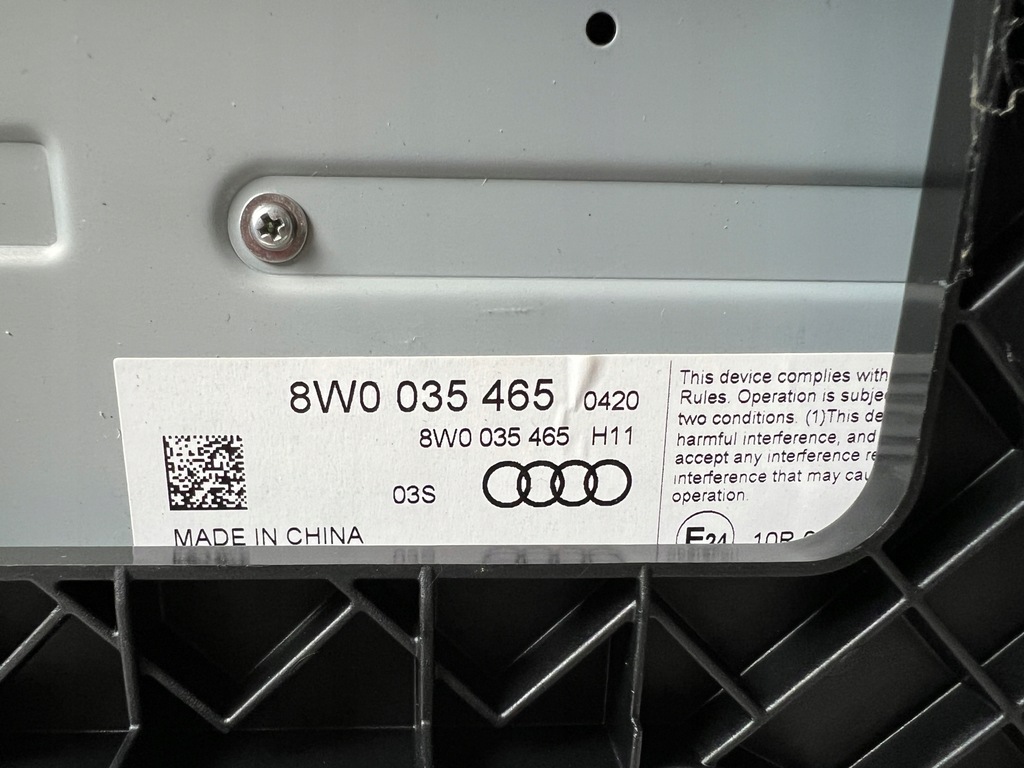 8W0 035 465 0420
8W0 035 465 H11
03S
MADE IN CHINA
This device complies with
Rules. Operation is
two conditions. (1)This
harmful interference, and
accept any interference
interference that may
operation.
E24 10R